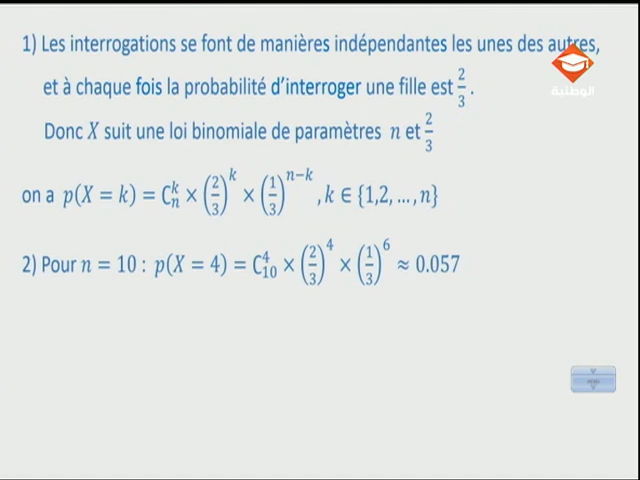 1) Les interrogations se font de manières indépendantes les unes des autres,
et à chaque fois la probabilité d'interroger une fille est 2/3 .
Donc X suit une loi binomiale de paramètres n et 2/3
on a p(X = k) = C_n^k × (2/3)^k × (1/3)^(n−k) , k ∈ {1,2, …, n}
2) Pour n = 10 : p(X = 4) = C_10^4 × (2/3)^4 × (1/3)^6 ≈ 0.057
الوطنية